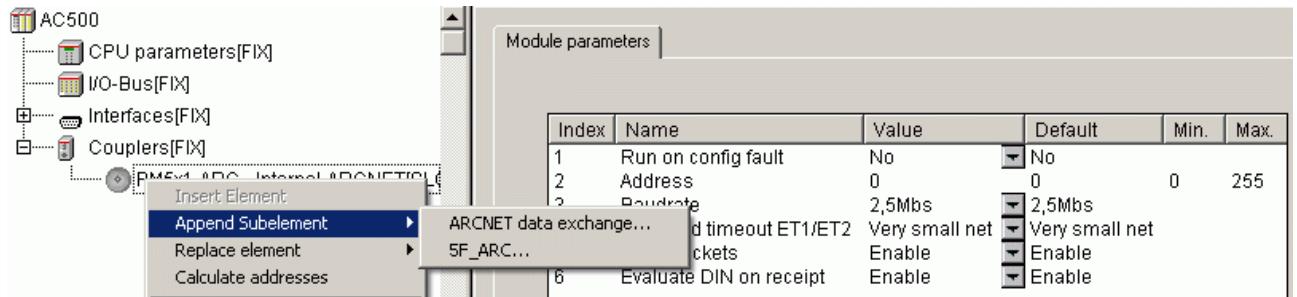 AC500
CPU parameters[FIX]
I/O-Bus[FIX]
Interfaces[FIX]
Couplers[FIX]
Insert Element
Append Subelement
Replace element
Calculate addresses
ARCNET data exchange...
5F_ARC...
Module parameters
Index Name Value Default Min. Max.
1 Run on config fault No No
2 Address 0 0 0 255
Baudrate 2,5Mbs 2,5Mbs
timeout ET1/ET2 Very small net Very small net
Enable Enable
6 Evaluate DIN on receipt Enable Enable